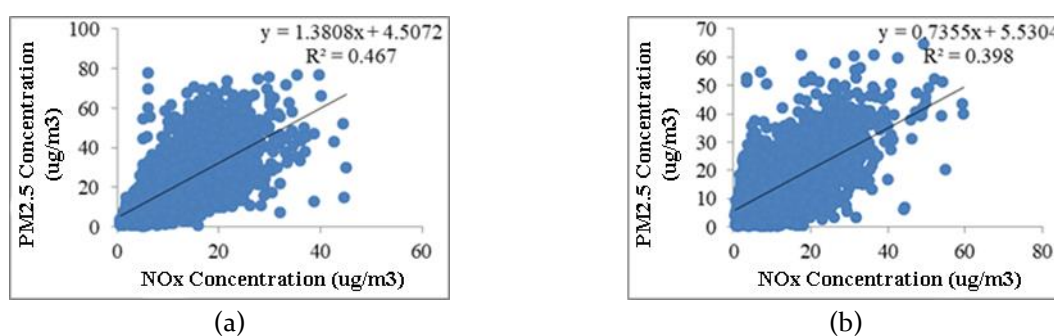 y = 1.3808x + 4.5072
R² = 0.467
100
80
60
40
20
0
0 20 40 60
PM2.5 Concentration
(ug/m3)
NOx Concentration (ug/m3)
(a)
y = 0.7355x + 5.5304
R² = 0.398
70
60
50
40
30
20
10
0
0 20 40 60 80
PM2.5 Concentration
(ug/m3)
NOx Concentration (ug/m3)
(b)